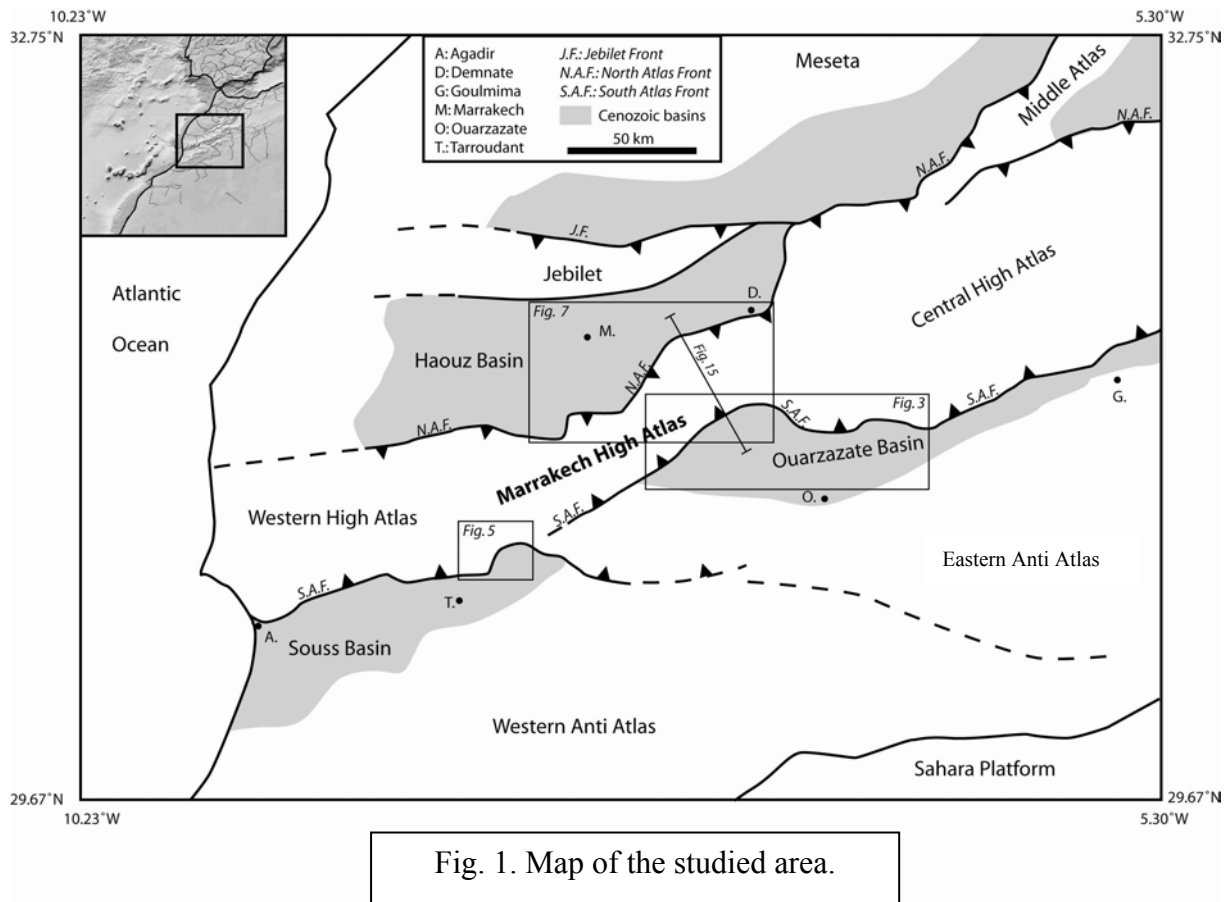 10.23°W
5.30°W
32.75°N
32.75°N
A: Agadir
D: Demnate
G: Goulmima
M: Marrakech
O: Ouarzazate
T.: Tarroudant
J.F.: Jebilet Front
N.A.F.: North Atlas Front
S.A.F.: South Atlas Front
Cenozoic basins
50 km
Meseta
Middle Atlas
N.A.F.
N.A.F.
J.F.
Jebilet
Atlantic
Ocean
Central High Atlas
Fig. 7
D.
M.
Haouz Basin
Fig. 15
N.A.F.
G.
S.A.F.
S.A.F.
Fig. 3
N.A.F.
Marrakech High Atlas
Ouarzazate Basin
O.
S.A.F.
Western High Atlas
Fig. 5
Eastern Anti Atlas
S.A.F.
T.
A.
Souss Basin
Western Anti Atlas
Sahara Platform
29.67°N
29.67°N
10.23°W
5.30°W
Fig. 1. Map of the studied area.